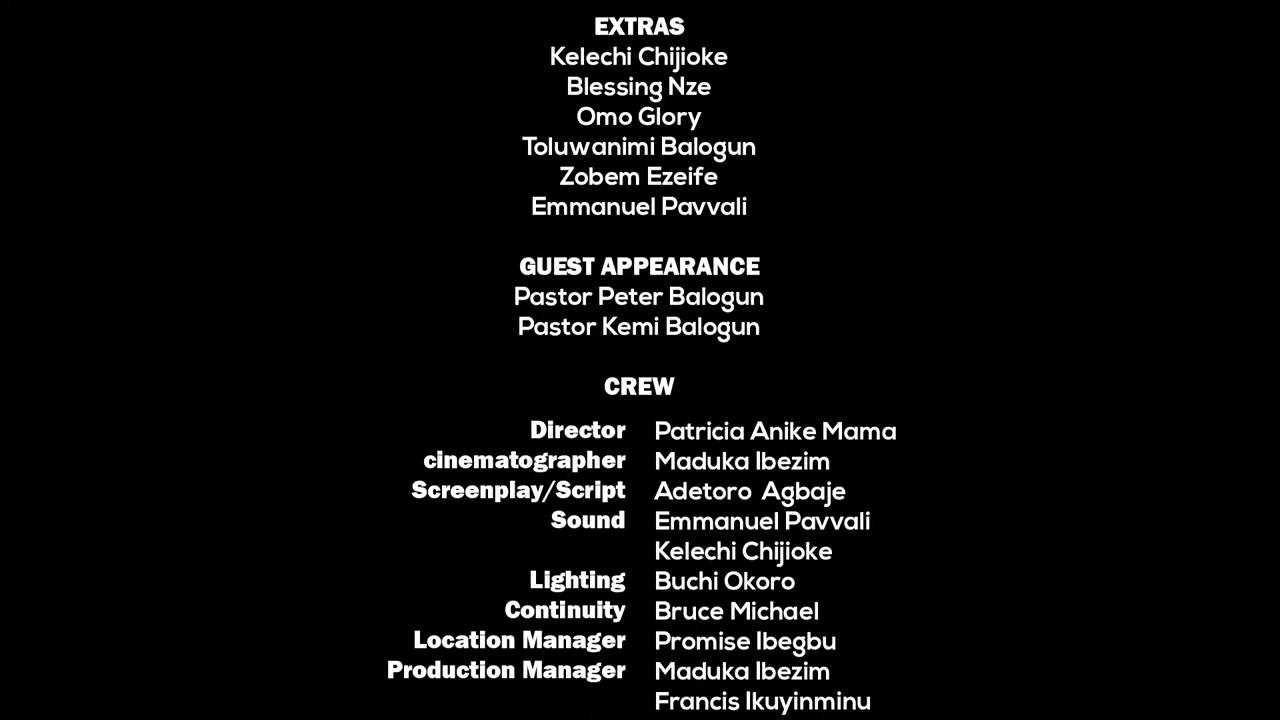 EXTRAS
Kelechi Chijioke
Blessing Nze
Omo Glory
Toluwanimi Balogun
Zobem Ezeife
Emmanuel Pavvali
GUEST APPEARANCE
Pastor Peter Balogun
Pastor Kemi Balogun
CREW
Director Patricia Anike Mama
cinematographer Maduka Ibezim
Screenplay/Script Adetoro Agbaje
Sound Emmanuel Pavvali
Kelechi Chijioke
Lighting Buchi Okoro
Continuity Bruce Michael
Location Manager Promise Ibegbu
Production Manager Maduka Ibezim
Francis Ikuyinminu